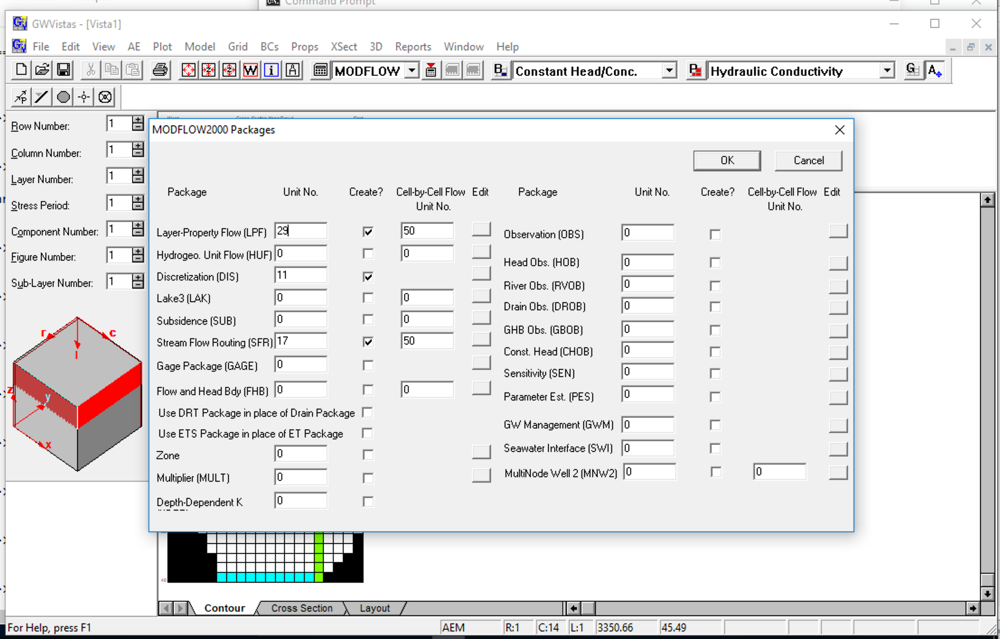 Command Prompt
GWVistas - [Vista1]
File Edit View AE Plot Model Grid BCs Props XSect 3D Reports Window Help
MODFLOW Constant Head/Conc. Hydraulic Conductivity
Row Number: 1
Column Number: 1
Layer Number: 1
Stress Period: 1
Component Number: 1
Figure Number: 1
Sub-Layer Number: 1
r c
l
z y
x
MODFLOW2000 Packages
OK Cancel
Package Unit No. Create? Cell-by-Cell Flow Edit Package Unit No. Create? Cell-by-Cell Flow Edit
Unit No. Unit No.
Layer-Property Flow (LPF) 29 50
Hydrogeo. Unit Flow (HUF) 0 0
Discretization (DIS) 11
Lake3 (LAK) 0 0
Subsidence (SUB) 0 0
Stream Flow Routing (SFR) 17 50
Gage Package (GAGE) 0
Flow and Head Bdy (FHB) 0 0
Use DRT Package in place of Drain Package
Use ETS Package in place of ET Package
Zone 0
Multiplier (MULT) 0
Depth-Dependent K 0
Observation (OBS) 0
Head Obs. (HOB) 0
River Obs. (RVOB) 0
Drain Obs. (DROB) 0
GHB Obs. (GBOB) 0
Const. Head (CHOB) 0
Sensitivity (SEN) 0
Parameter Est. (PES) 0
GW Management (GWM) 0
Seawater Interface (SWI) 0
MultiNode Well 2 (MNW2) 0 0
Contour Cross Section Layout
For Help, press F1 AEM R:1 C:14 L:1 3350.66 45.49